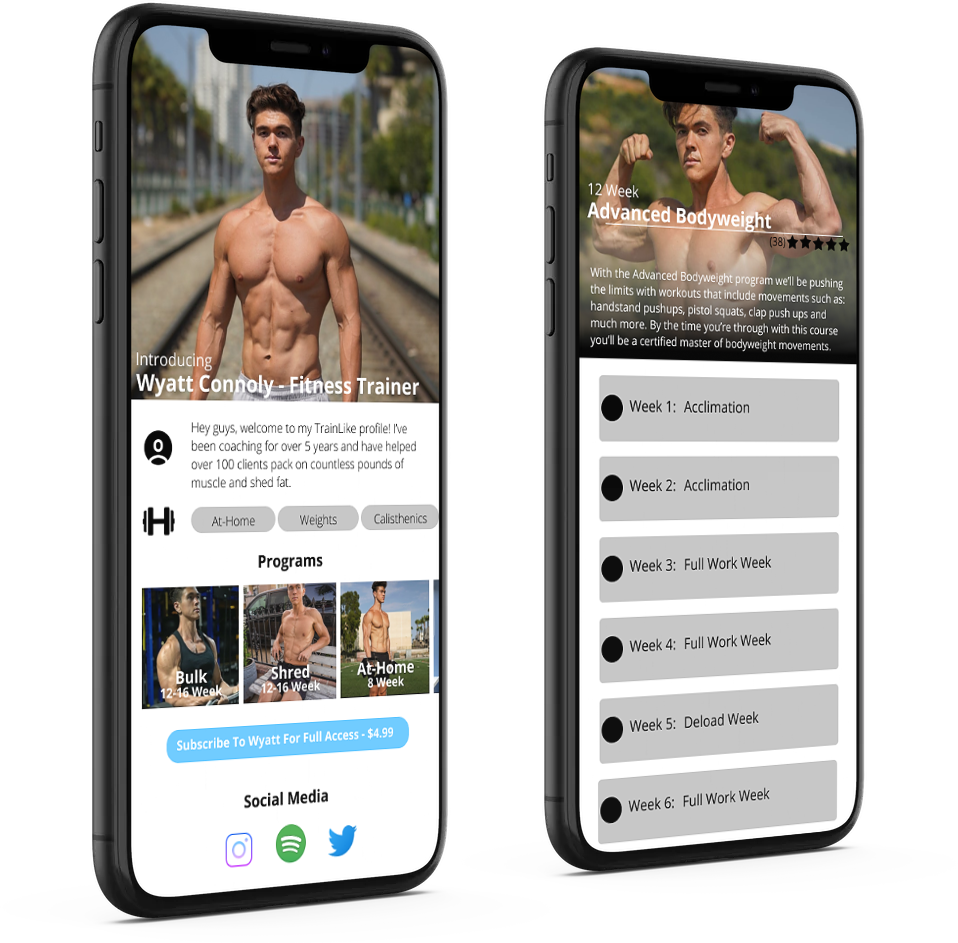 Introducing
Wyatt Connoly - Fitness Trainer
Hey guys, welcome to my TrainLike profile! I've
been coaching for over 5 years and have helped
over 100 clients pack on countless pounds of
muscle and shed fat.
At-Home
Weights
Calisthenics
Programs
Bulk
12-16 Week
Shred
12-16 Week
At-Home
8 Week
Subscribe To Wyatt For Full Access - $4.99
Social Media
12 Week
Advanced Bodyweight
(38)
With the Advanced Bodyweight program we'll be pushing
the limits with workouts that include movements such as:
handstand pushups, pistol squats, clap push ups and
much more. By the time you're through with this course
you'll be a certified master of bodyweight movements.
Week 1: Acclimation
Week 2: Acclimation
Week 3: Full Work Week
Week 4: Full Work Week
Week 5: Deload Week
Week 6: Full Work Week